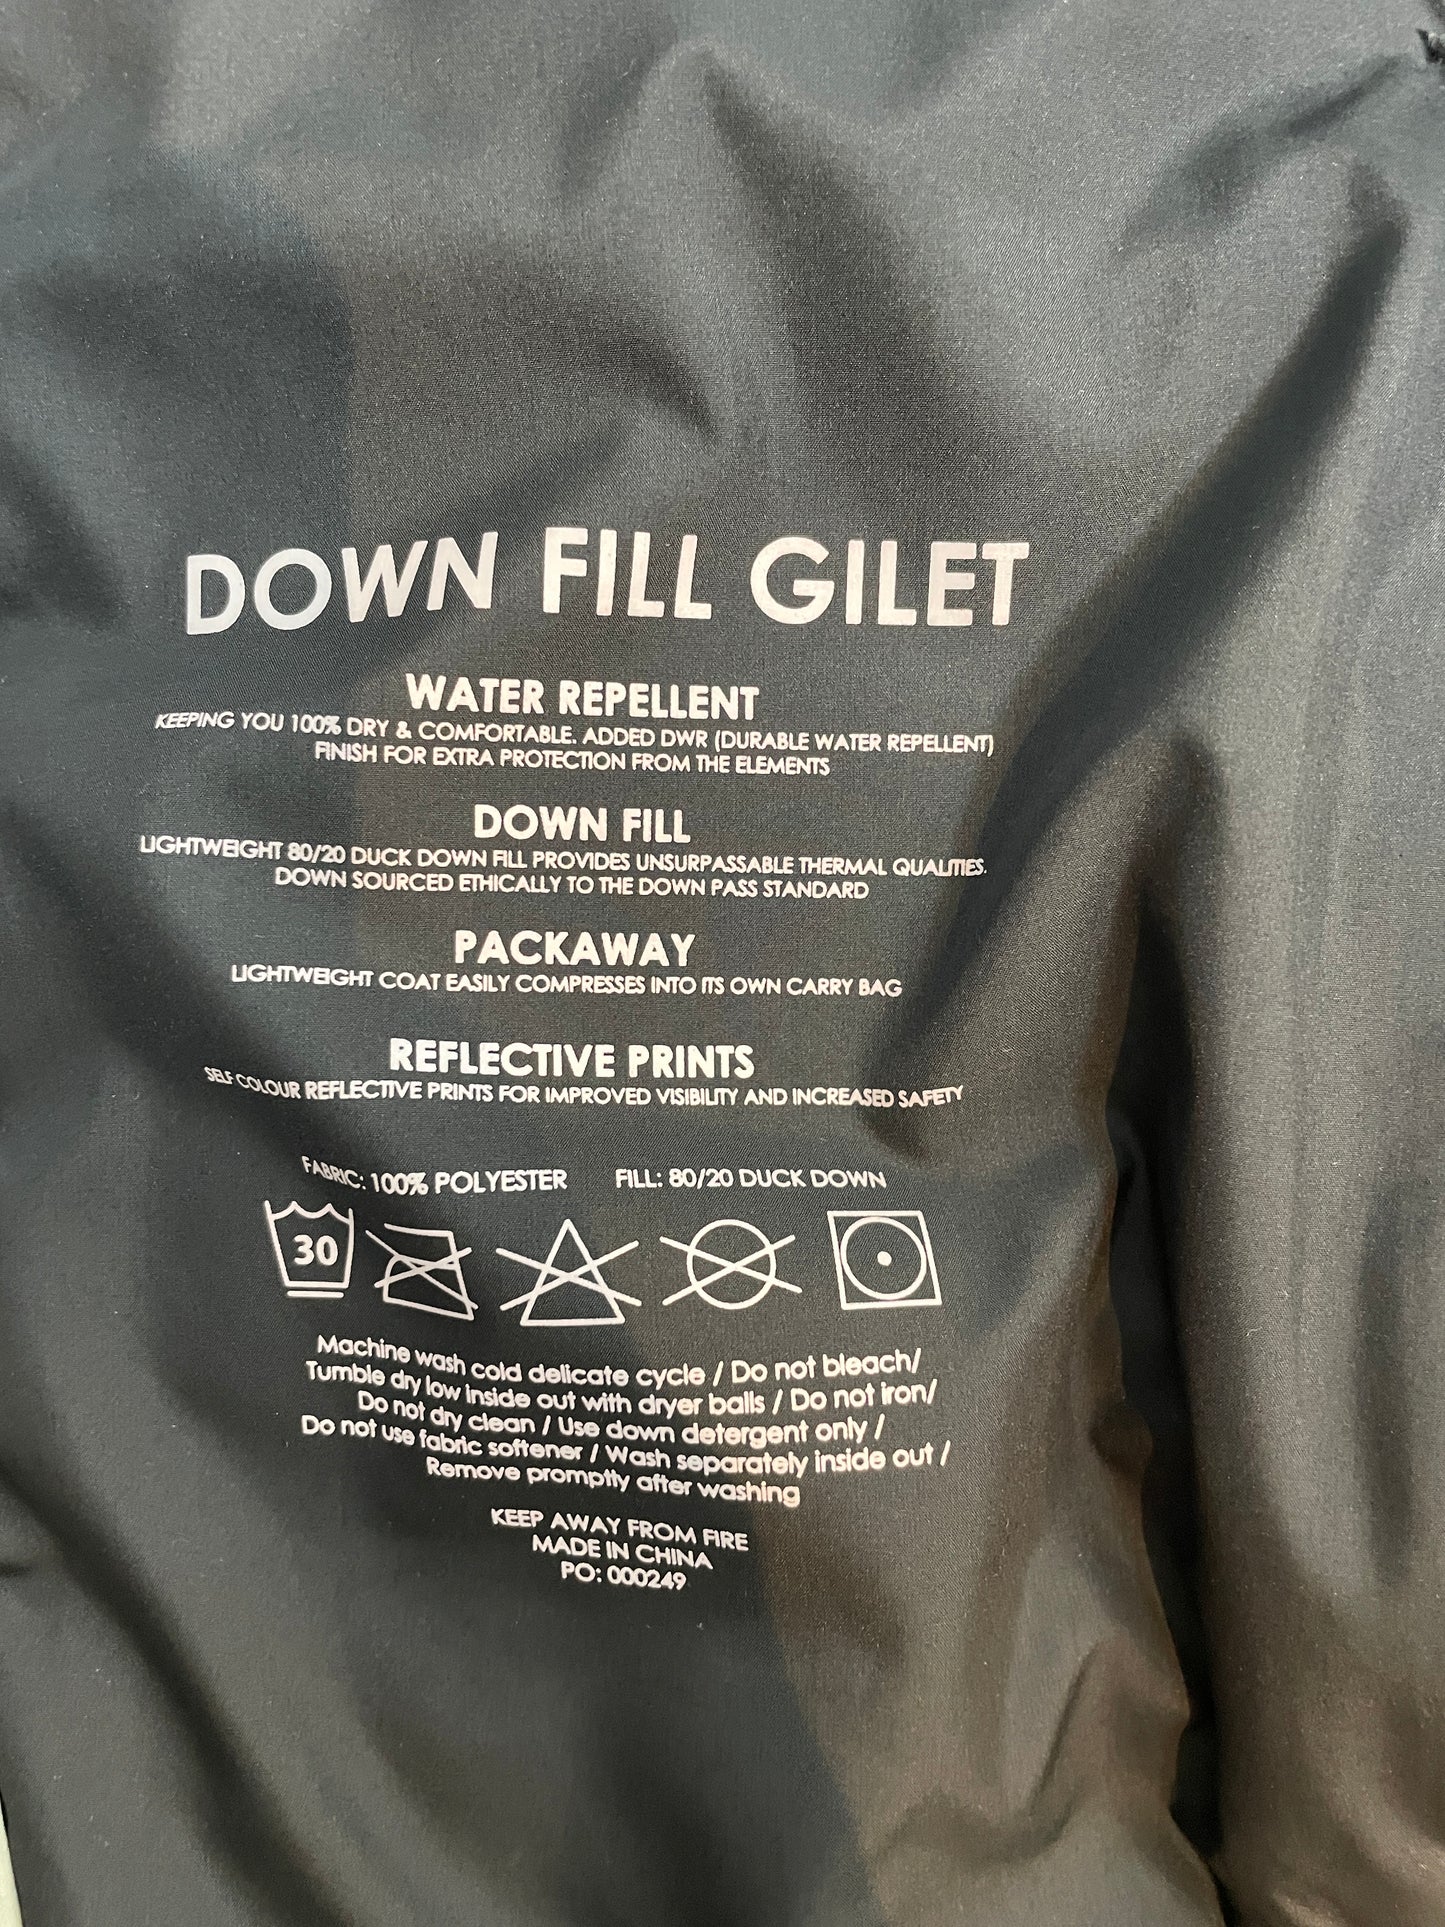 DOWN FILL GILET
WATER REPELLENT
KEEPING YOU 100% DRY & COMFORTABLE. ADDED DWR (DURABLE WATER REPELLENT)
FINISH FOR EXTRA PROTECTION FROM THE ELEMENTS
DOWN FILL
LIGHTWEIGHT 80/20 DUCK DOWN FILL PROVIDES UNSURPASSABLE THERMAL QUALITIES.
DOWN SOURCED ETHICALLY TO THE DOWN PASS STANDARD
PACKAWAY
LIGHTWEIGHT COAT EASILY COMPRESSES INTO ITS OWN CARRY BAG
REFLECTIVE PRINTS
SELF COLOUR REFLECTIVE PRINTS FOR IMPROVED VISIBILITY AND INCREASED SAFETY
FABRIC: 100% POLYESTER FILL: 80/20 DUCK DOWN
30
Machine wash cold delicate cycle / Do not bleach/
Tumble dry low inside out with dryer balls / Do not iron/
Do not dry clean / Use down detergent only /
Do not use fabric softener / Wash separately inside out /
Remove promptly after washing
KEEP AWAY FROM FIRE
MADE IN CHINA
PO: 000249